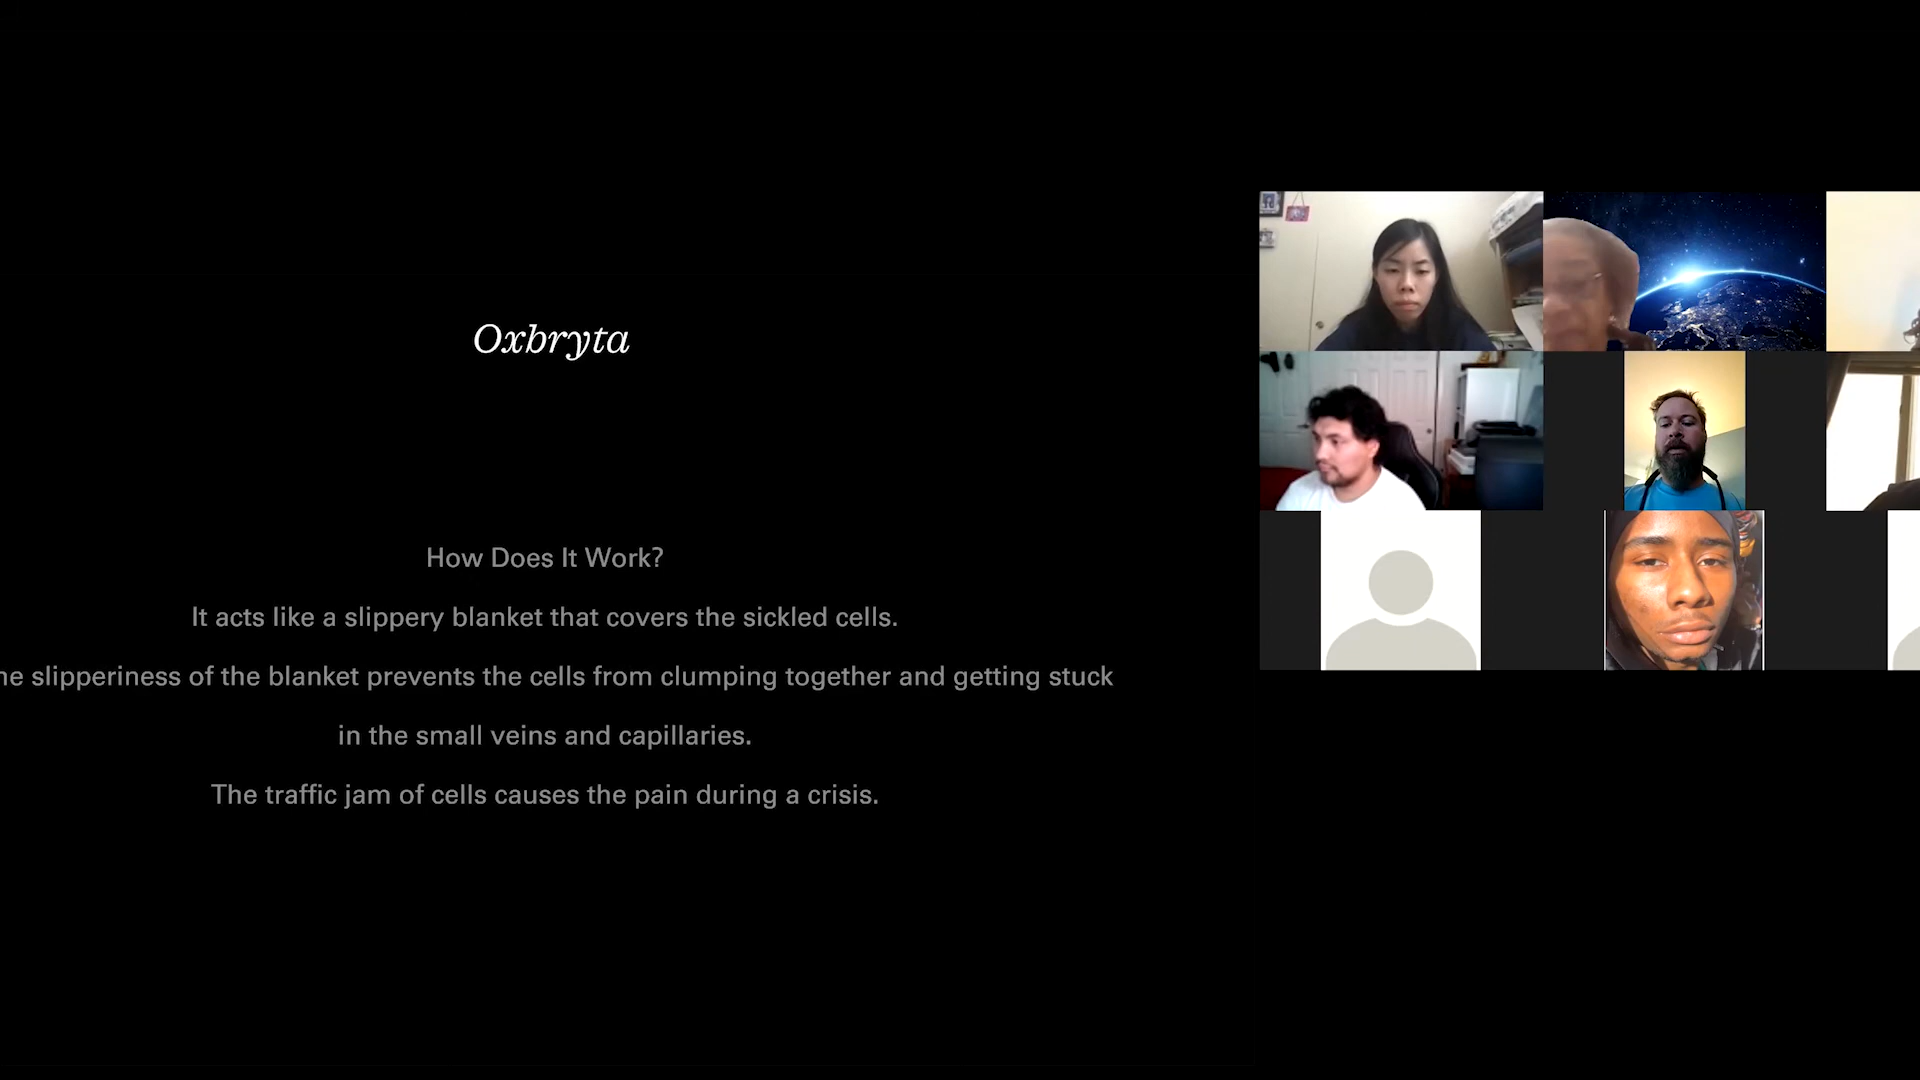 Oxbryta
How Does It Work?
It acts like a slippery blanket that covers the sickled cells.
he slipperiness of the blanket prevents the cells from clumping together and getting stuck
in the small veins and capillaries.
The traffic jam of cells causes the pain during a crisis.